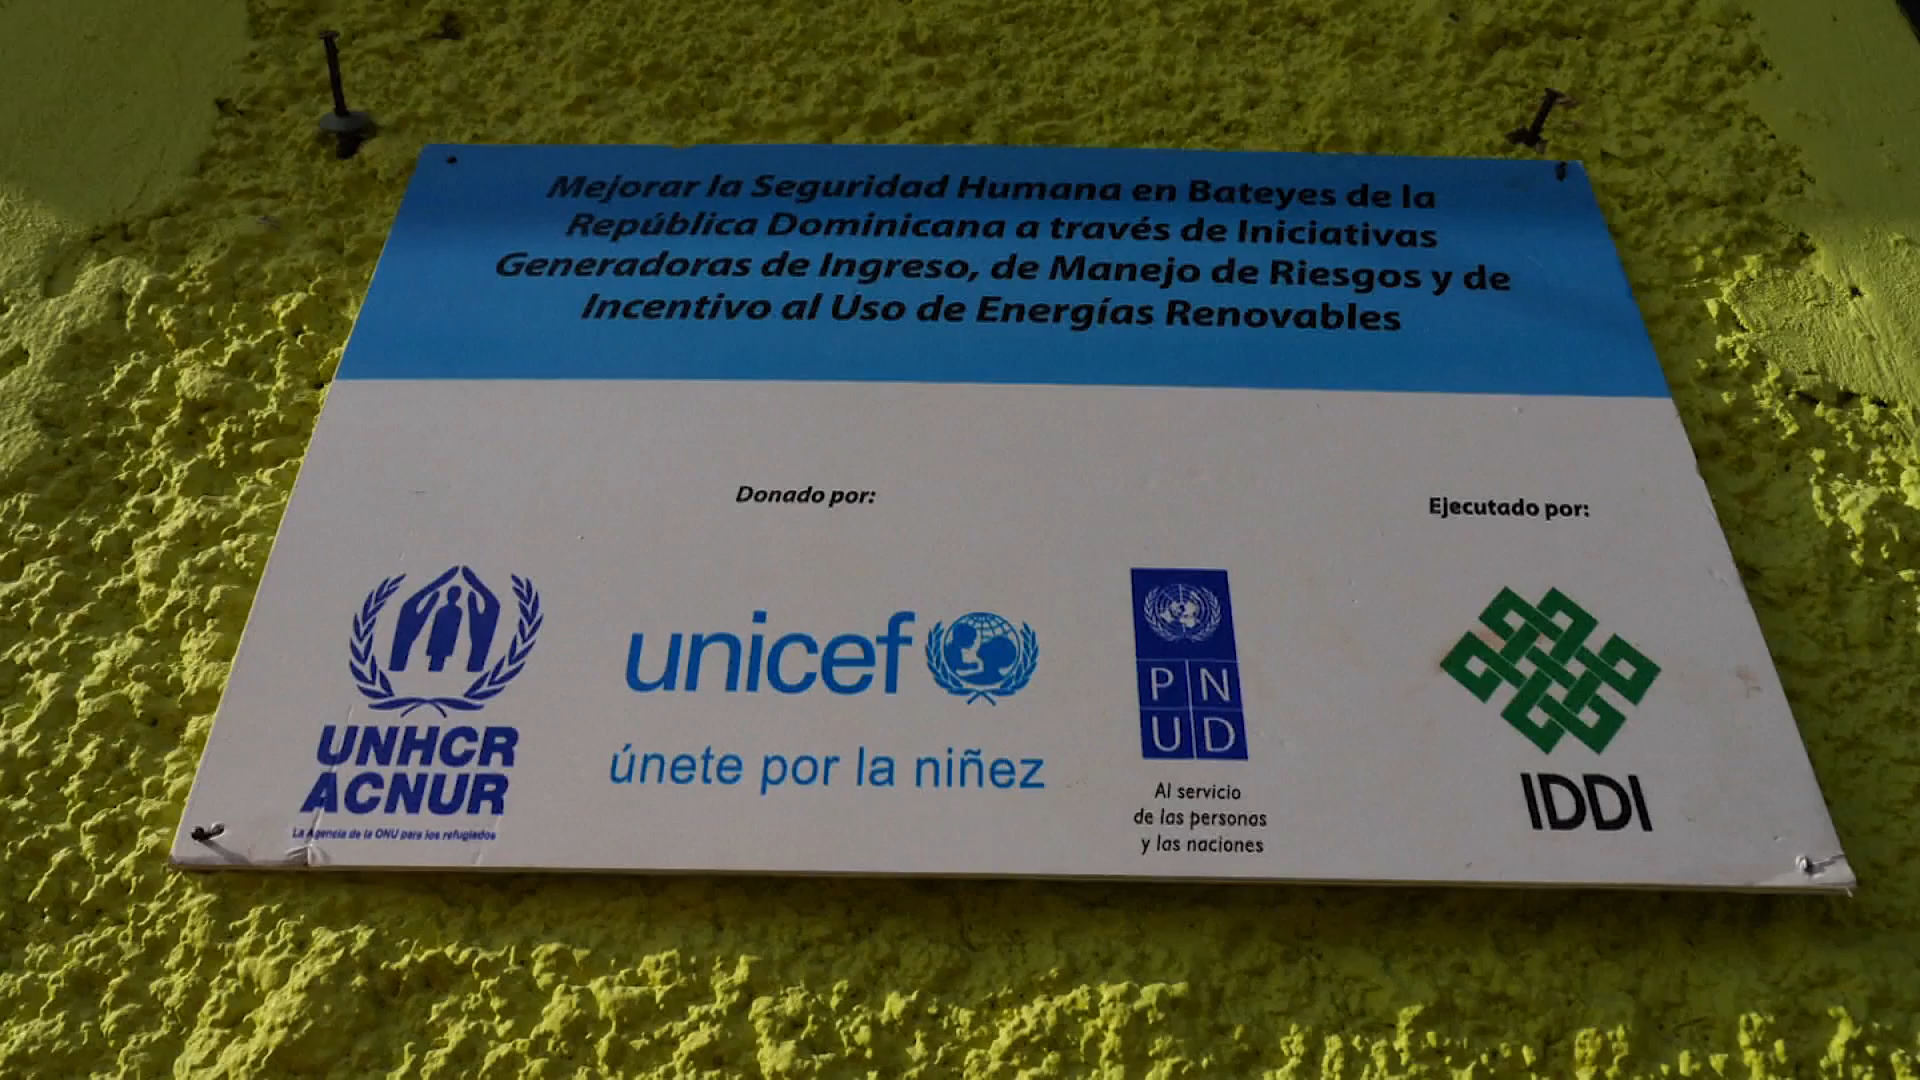 Mejorar la Seguridad Humana en Bateyes de la
República Dominicana a través de Iniciativas
Generadoras de Ingreso, de Manejo de Riesgos y de
Incentivo al Uso de Energías Renovables
Donado por:
Ejecutado por:
UNHCR
ACNUR
La Agencia de la ONU para los refugiados
unicef
únete por la niñez
P N
U D
Al servicio
de las personas
y las naciones
IDDI